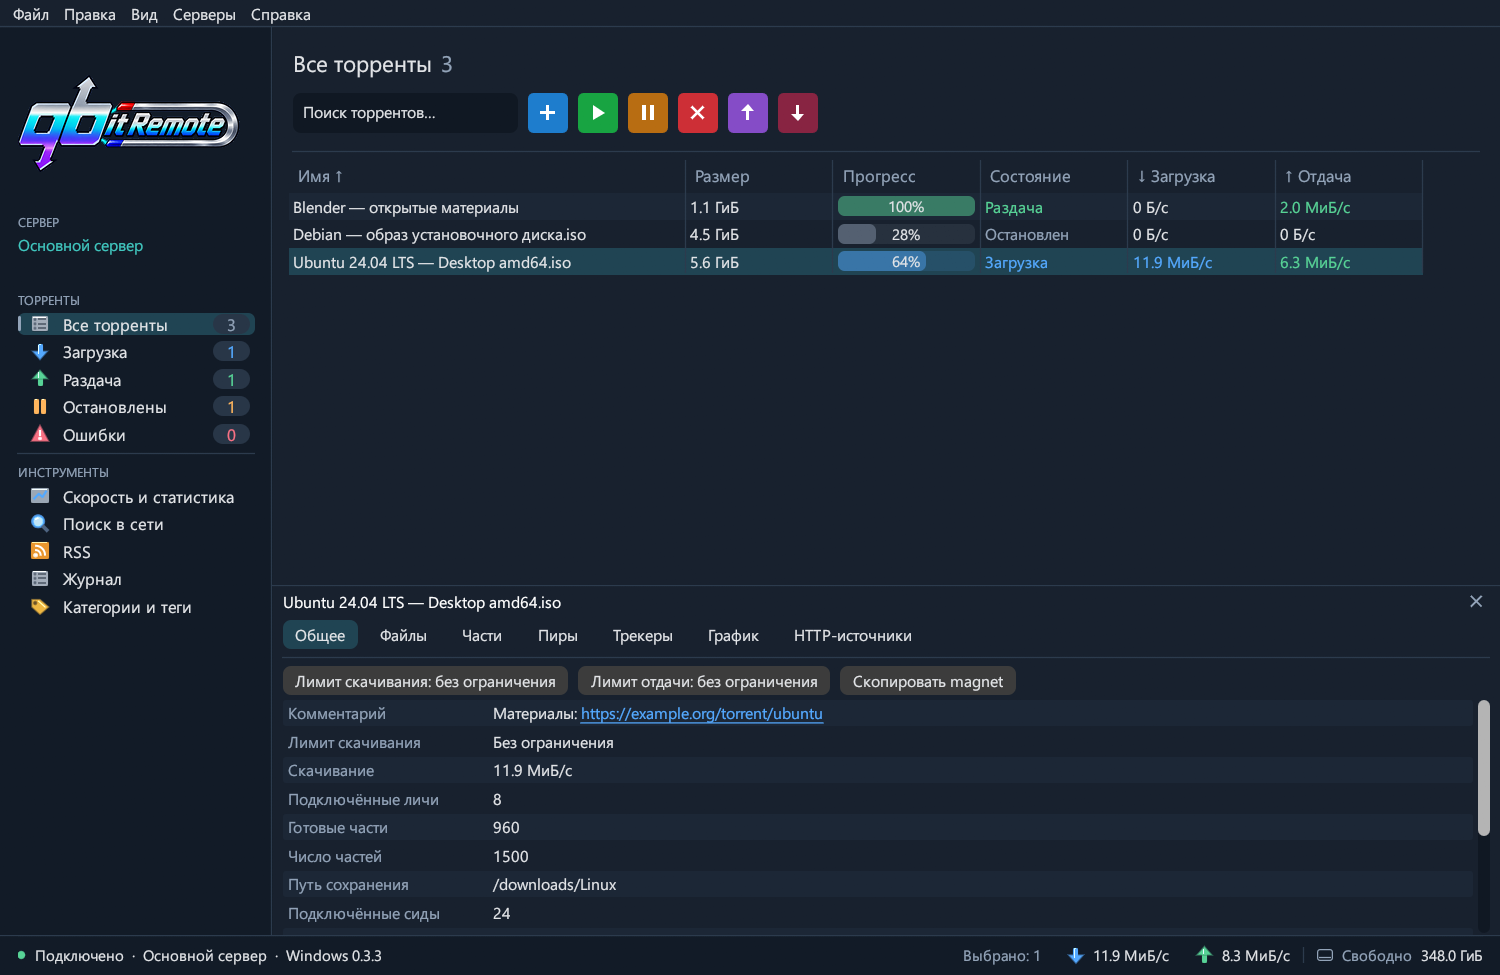 Файл Правка Вид Серверы Справка
qBitRemote
СЕРВЕР
Основной сервер
ТОРРЕНТЫ
Все торренты 3
Загрузка 1
Раздача 1
Остановлены 1
Ошибки 0
ИНСТРУМЕНТЫ
Скорость и статистика
Поиск в сети
RSS
Журнал
Категории и теги
Все торренты 3
Поиск торрентов...
Имя ↑ Размер Прогресс Состояние ↓ Загрузка ↑ Отдача
Blender — открытые материалы 1.1 ГиБ 100% Раздача 0 Б/с 2.0 МиБ/с
Debian — образ установочного диска.iso 4.5 ГиБ 28% Остановлен 0 Б/с 0 Б/с
Ubuntu 24.04 LTS — Desktop amd64.iso 5.6 ГиБ 64% Загрузка 11.9 МиБ/с 6.3 МиБ/с
Ubuntu 24.04 LTS — Desktop amd64.iso
Общее Файлы Части Пиры Трекеры График HTTP-источники
Лимит скачивания: без ограничения Лимит отдачи: без ограничения Скопировать magnet
Комментарий Материалы: https://example.org/torrent/ubuntu
Лимит скачивания Без ограничения
Скачивание 11.9 МиБ/с
Подключённые личи 8
Готовые части 960
Число частей 1500
Путь сохранения /downloads/Linux
Подключённые сиды 24
Подключено · Основной сервер · Windows 0.3.3 Выбрано: 1 11.9 МиБ/с 8.3 МиБ/с Свободно 348.0 ГиБ